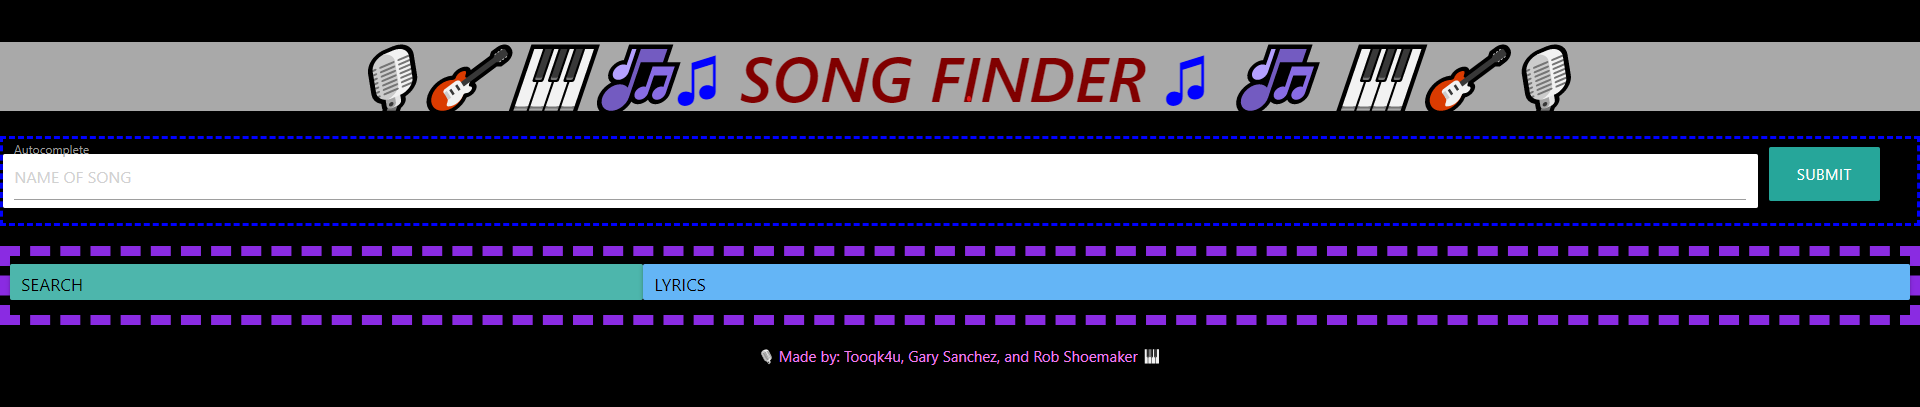 SONG FINDER
Autocomplete
NAME OF SONG
SUBMIT
SEARCH
LYRICS
Made by: Tooqk4u, Gary Sanchez, and Rob Shoemaker